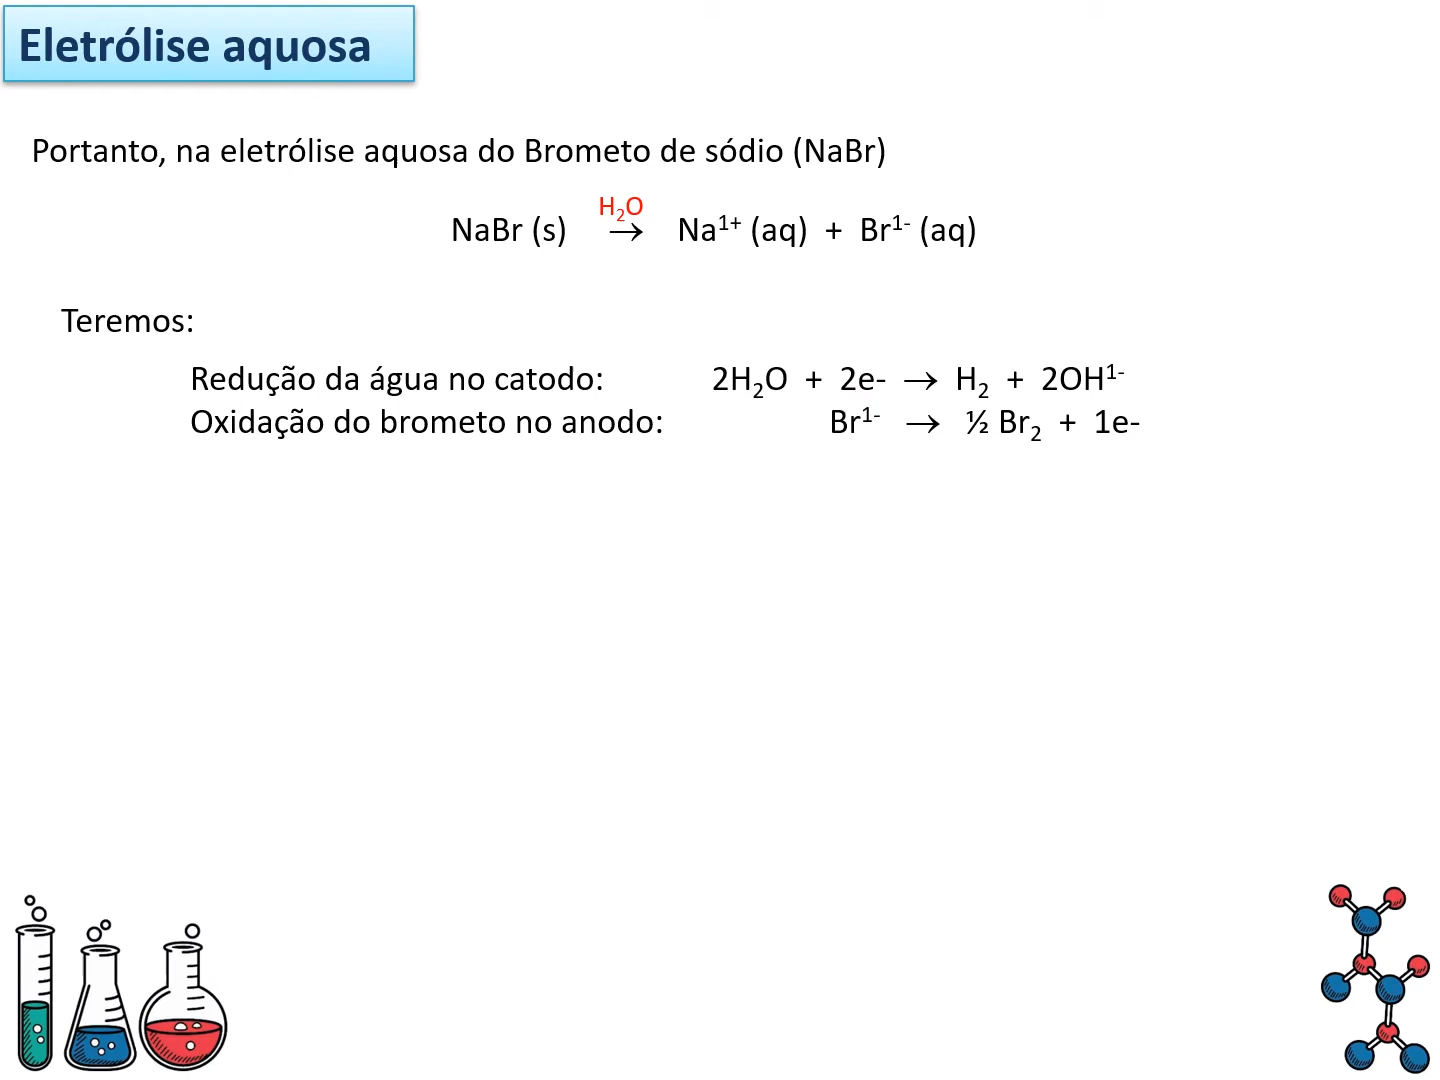 Eletrólise aquosa
Portanto, na eletrólise aquosa do Brometo de sódio (NaBr)
H₂O
NaBr (s) → Na¹⁺ (aq) + Br¹⁻ (aq)
Teremos:
Redução da água no catodo: 2H₂O + 2e- → H₂ + 2OH¹⁻
Oxidação do brometo no anodo: Br¹⁻ → ½ Br₂ + 1e-